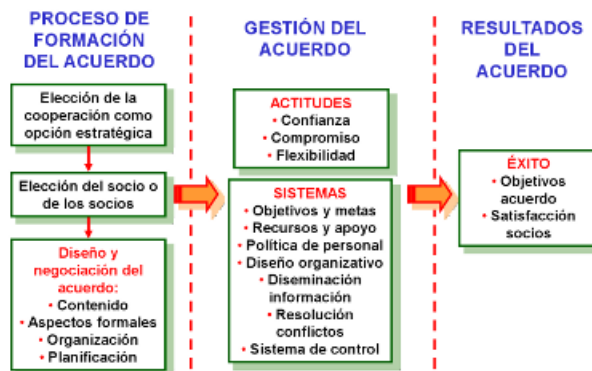 PROCESO DE
FORMACIÓN
DEL ACUERDO
Elección de la
cooperación como
opción estratégica
Elección del socio o
de los socios
Diseño y
negociación del
acuerdo:
• Contenido
• Aspectos formales
• Organización
• Planificación
GESTIÓN DEL
ACUERDO
ACTITUDES
• Confianza
• Compromiso
• Flexibilidad
SISTEMAS
• Objetivos y metas
• Recursos y apoyo
• Política de personal
• Diseño organizativo
• Diseminación
información
• Resolución
conflictos
• Sistema de control
RESULTADOS
DEL
ACUERDO
ÉXITO
• Objetivos
acuerdo
• Satisfacción
socios